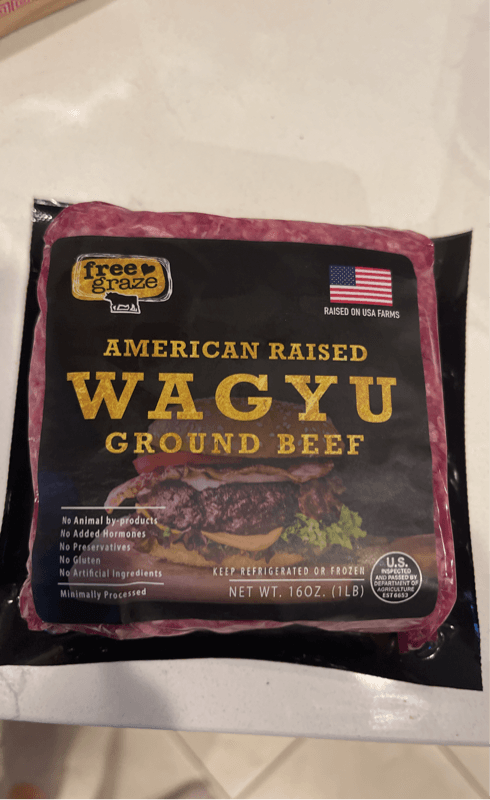 free
graze
RAISED ON USA FARMS
AMERICAN RAISED
WAGYU
GROUND BEEF
No Animal by-products
No Added Hormones
No Preservatives
No Gluten
No Artificial Ingredients
Minimally Processed
KEEP REFRIGERATED OR FROZEN
NET WT. 16OZ. (1LB)
U.S.
INSPECTED
AND PASSED BY
DEPARTMENT OF
AGRICULTURE